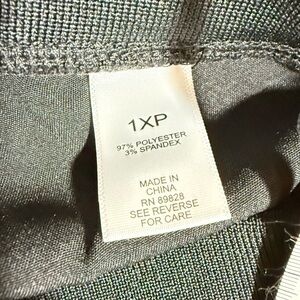 1XP
97% POLYESTER
3% SPANDEX
MADE IN
CHINA
RN 89828
SEE REVERSE
FOR CARE